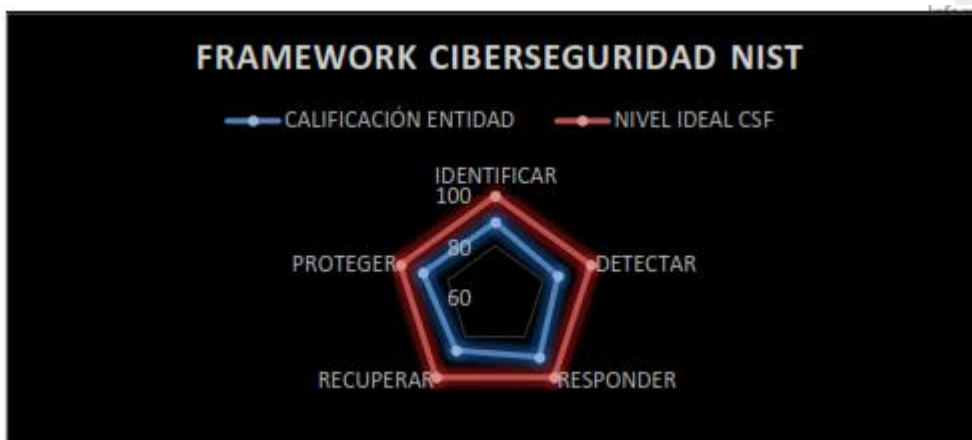 FRAMEWORK CIBERSEGURIDAD NIST
CALIFICACIÓN ENTIDAD NIVEL IDEAL CSF
IDENTIFICAR
100
80
PROTEGER DETECTAR
60
RECUPERAR RESPONDER